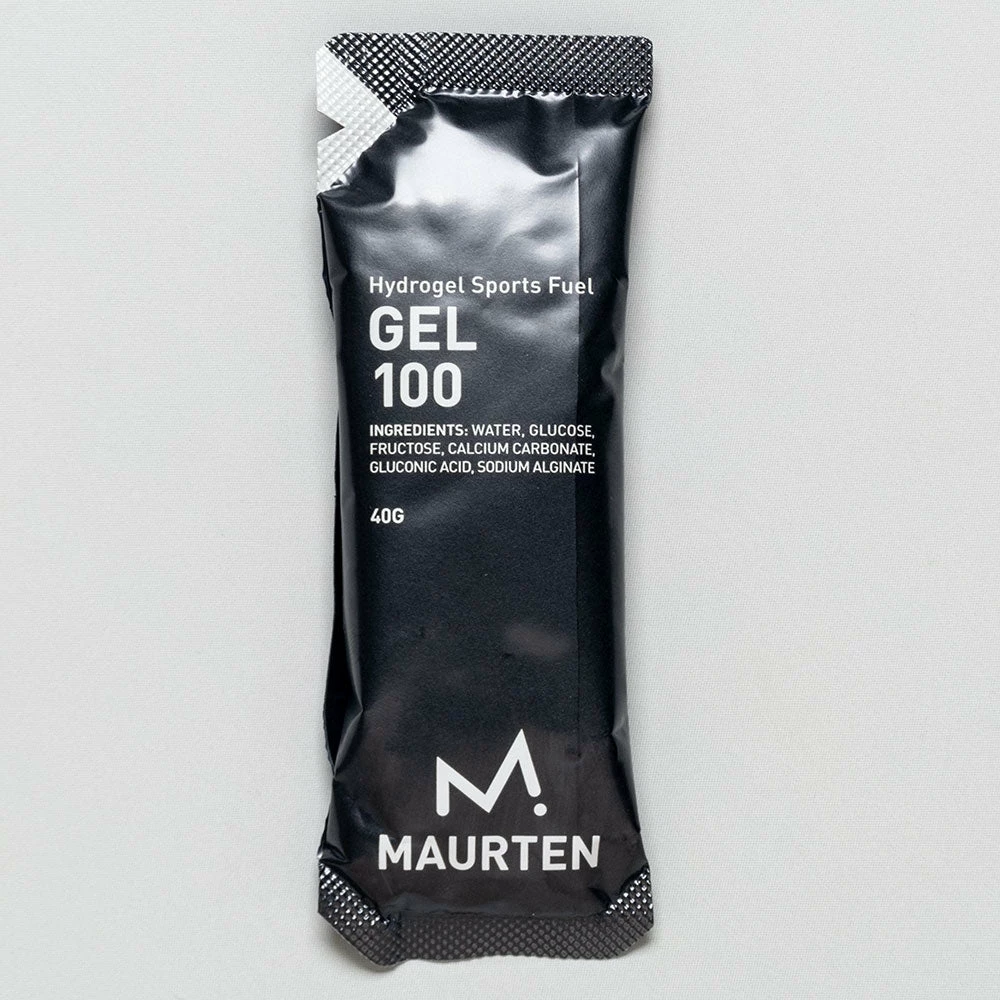 Hydrogel Sports Fuel
GEL
100
INGREDIENTS: WATER, GLUCOSE,
FRUCTOSE, CALCIUM CARBONATE,
GLUCONIC ACID, SODIUM ALGINATE
40G
MAURTEN